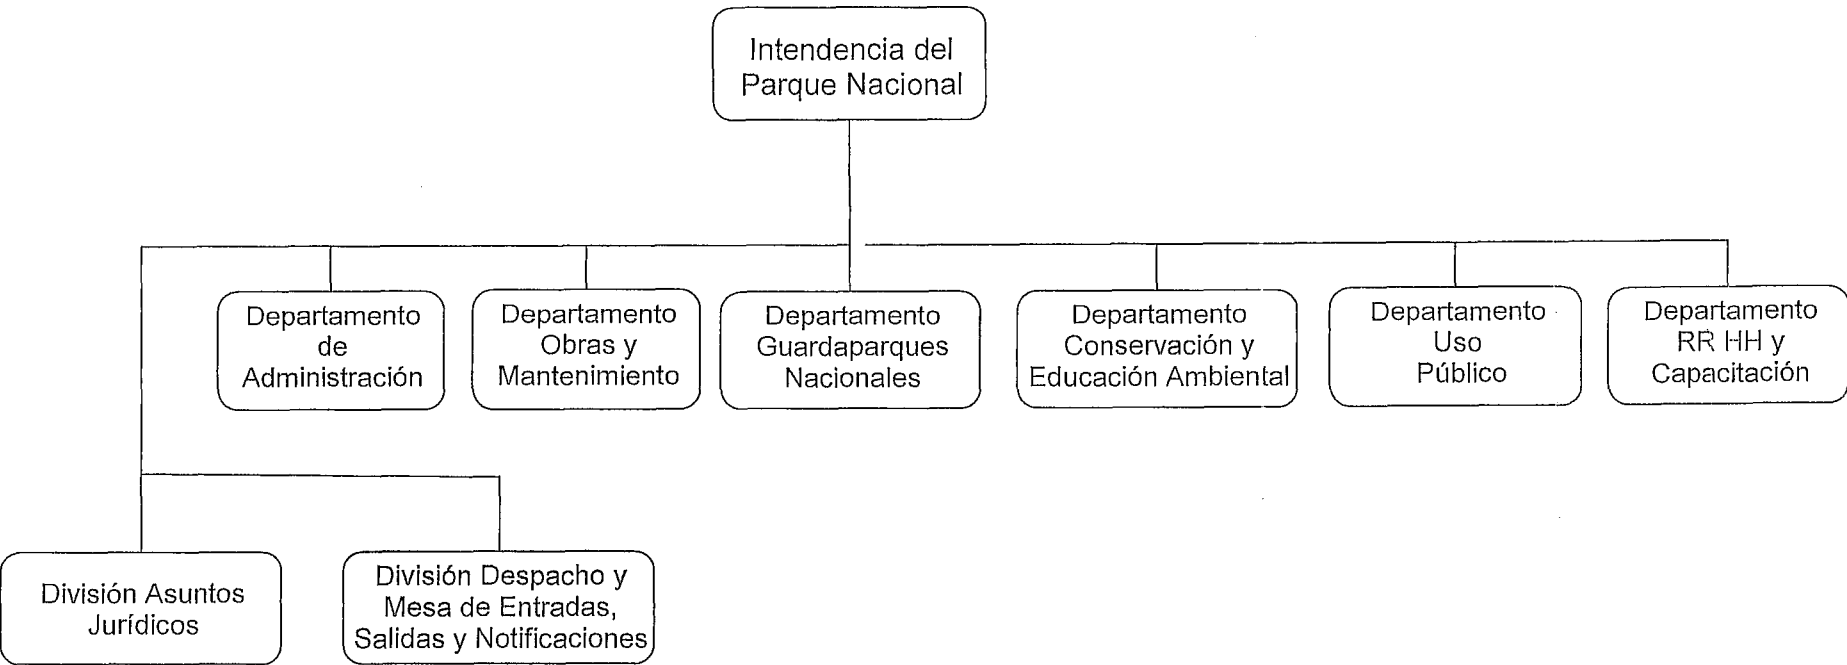 Intendencia del
Parque Nacional
Departamento
de
Administración
Departamento
Obras y
Mantenimiento
Departamento
Guardaparques
Nacionales
Departamento
Conservación y
Educación Ambiental
Departamento
Uso
Público
Departamento
RR HH y
Capacitación
División Asuntos
Jurídicos
División Despacho y
Mesa de Entradas,
Salidas y Notificaciones